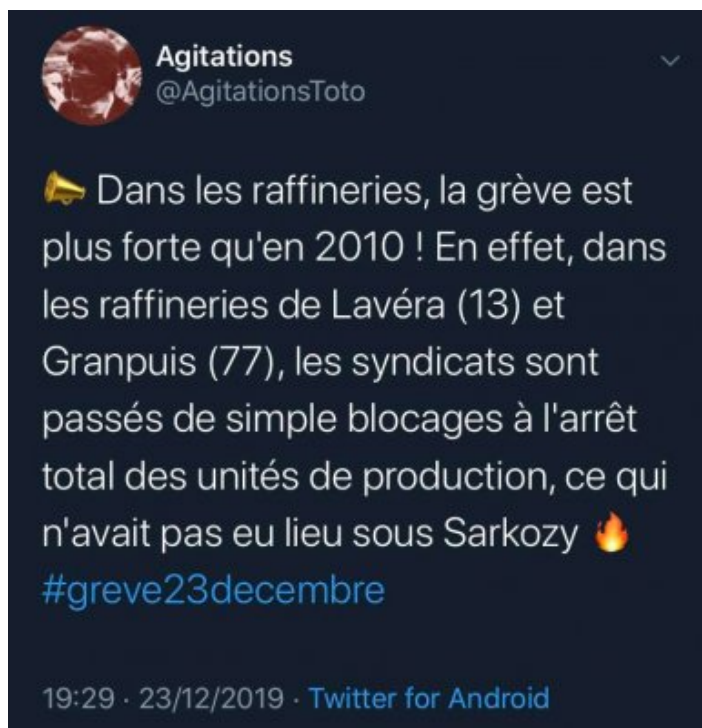 Agitations
@AgitationsToto
📣 Dans les raffineries, la grève est
plus forte qu'en 2010 ! En effet, dans
les raffineries de Lavéra (13) et
Granpuis (77), les syndicats sont
passés de simple blocages à l'arrêt
total des unités de production, ce qui
n'avait pas eu lieu sous Sarkozy 🔥
#greve23decembre
19:29 · 23/12/2019 · Twitter for Android